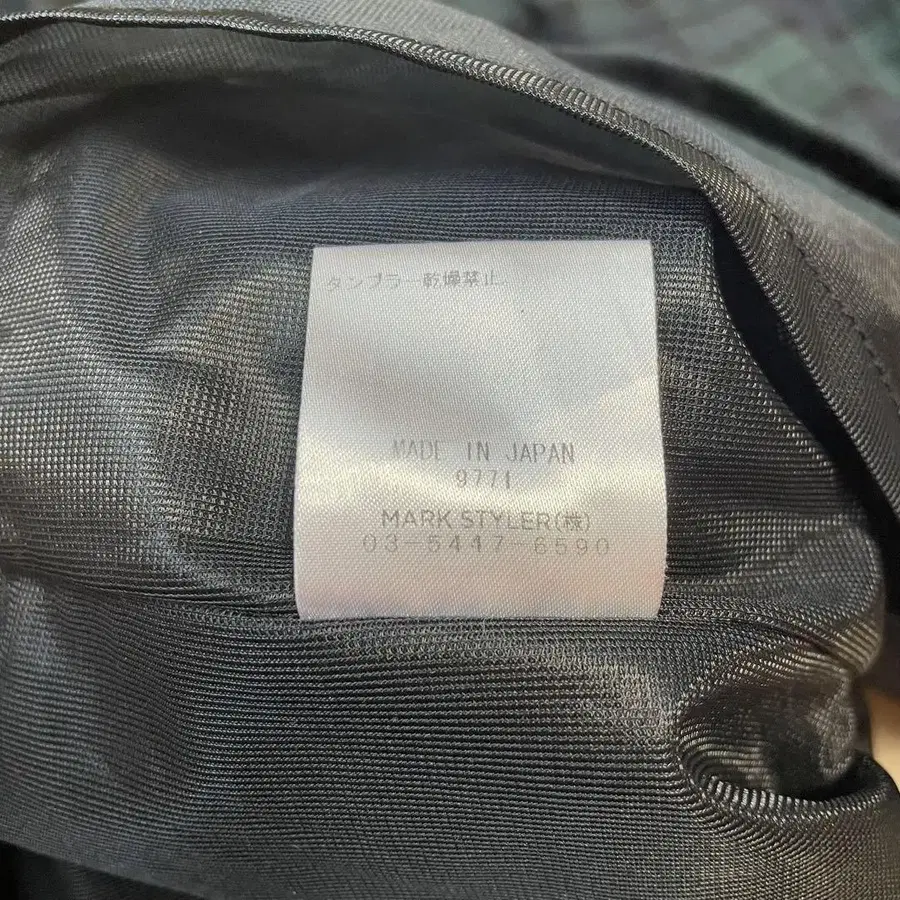 タンブラー乾燥禁止
MADE IN JAPAN
9771
MARK STYLER(株)
03-5447-6590